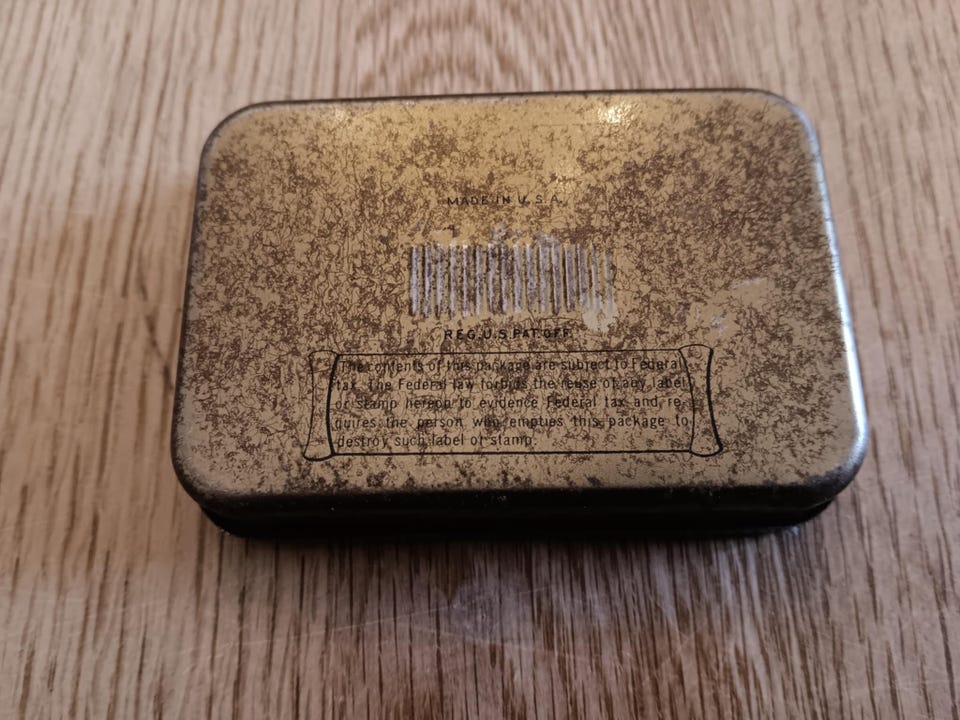 MADE IN U.S.A.
REG.U.S.PAT.OFF.
The contents of this package are subject to Federal
tax. The Federal law forbids the reuse of any label
or stamp hereon to evidence Federal tax and re-
quires the person who empties this package to
destroy such label or stamp.